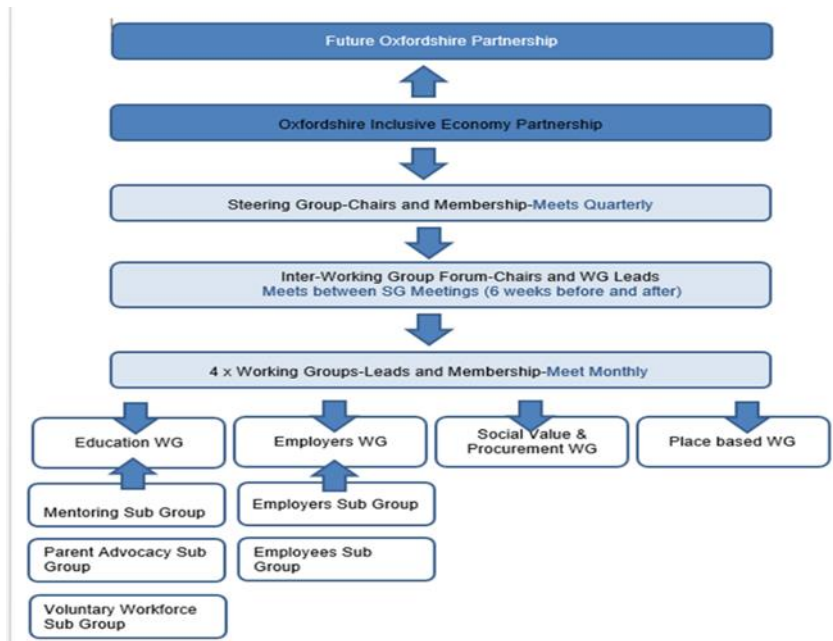 Future Oxfordshire Partnership
Oxfordshire Inclusive Economy Partnership
Steering Group-Chairs and Membership-Meets Quarterly
Inter-Working Group Forum-Chairs and WG Leads
Meets between SG Meetings (6 weeks before and after)
4 x Working Groups-Leads and Membership-Meet Monthly
Education WG
Employers WG
Social Value &
Procurement WG
Place based WG
Mentoring Sub Group
Employers Sub Group
Parent Advocacy Sub
Group
Employees Sub
Group
Voluntary Workforce
Sub Group